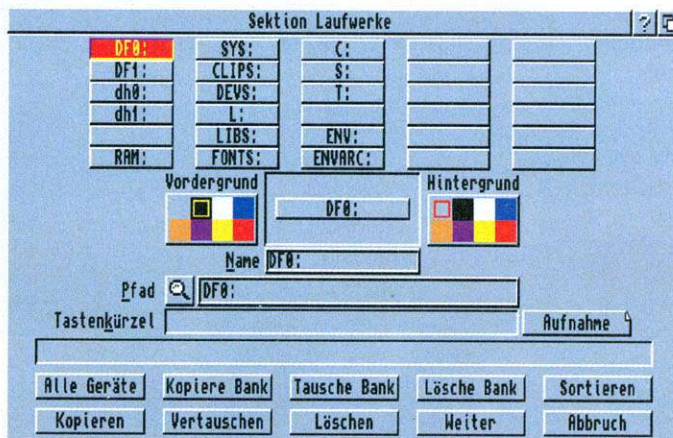 Sektion Laufwerke ?
DF0: SYS: C:
DF1: CLIPS: S:
dh0: DEVS: T:
dh1: L:
LIBS: ENV:
RAM: FONTS: ENVARC:
Vordergrund Hintergrund
DF0:
Name DF0:
Pfad DF0:
Tastenkürzel Aufnahme
Alle Geräte Kopiere Bank Tausche Bank Lösche Bank Sortieren
Kopieren Vertauschen Löschen Weiter Abbruch